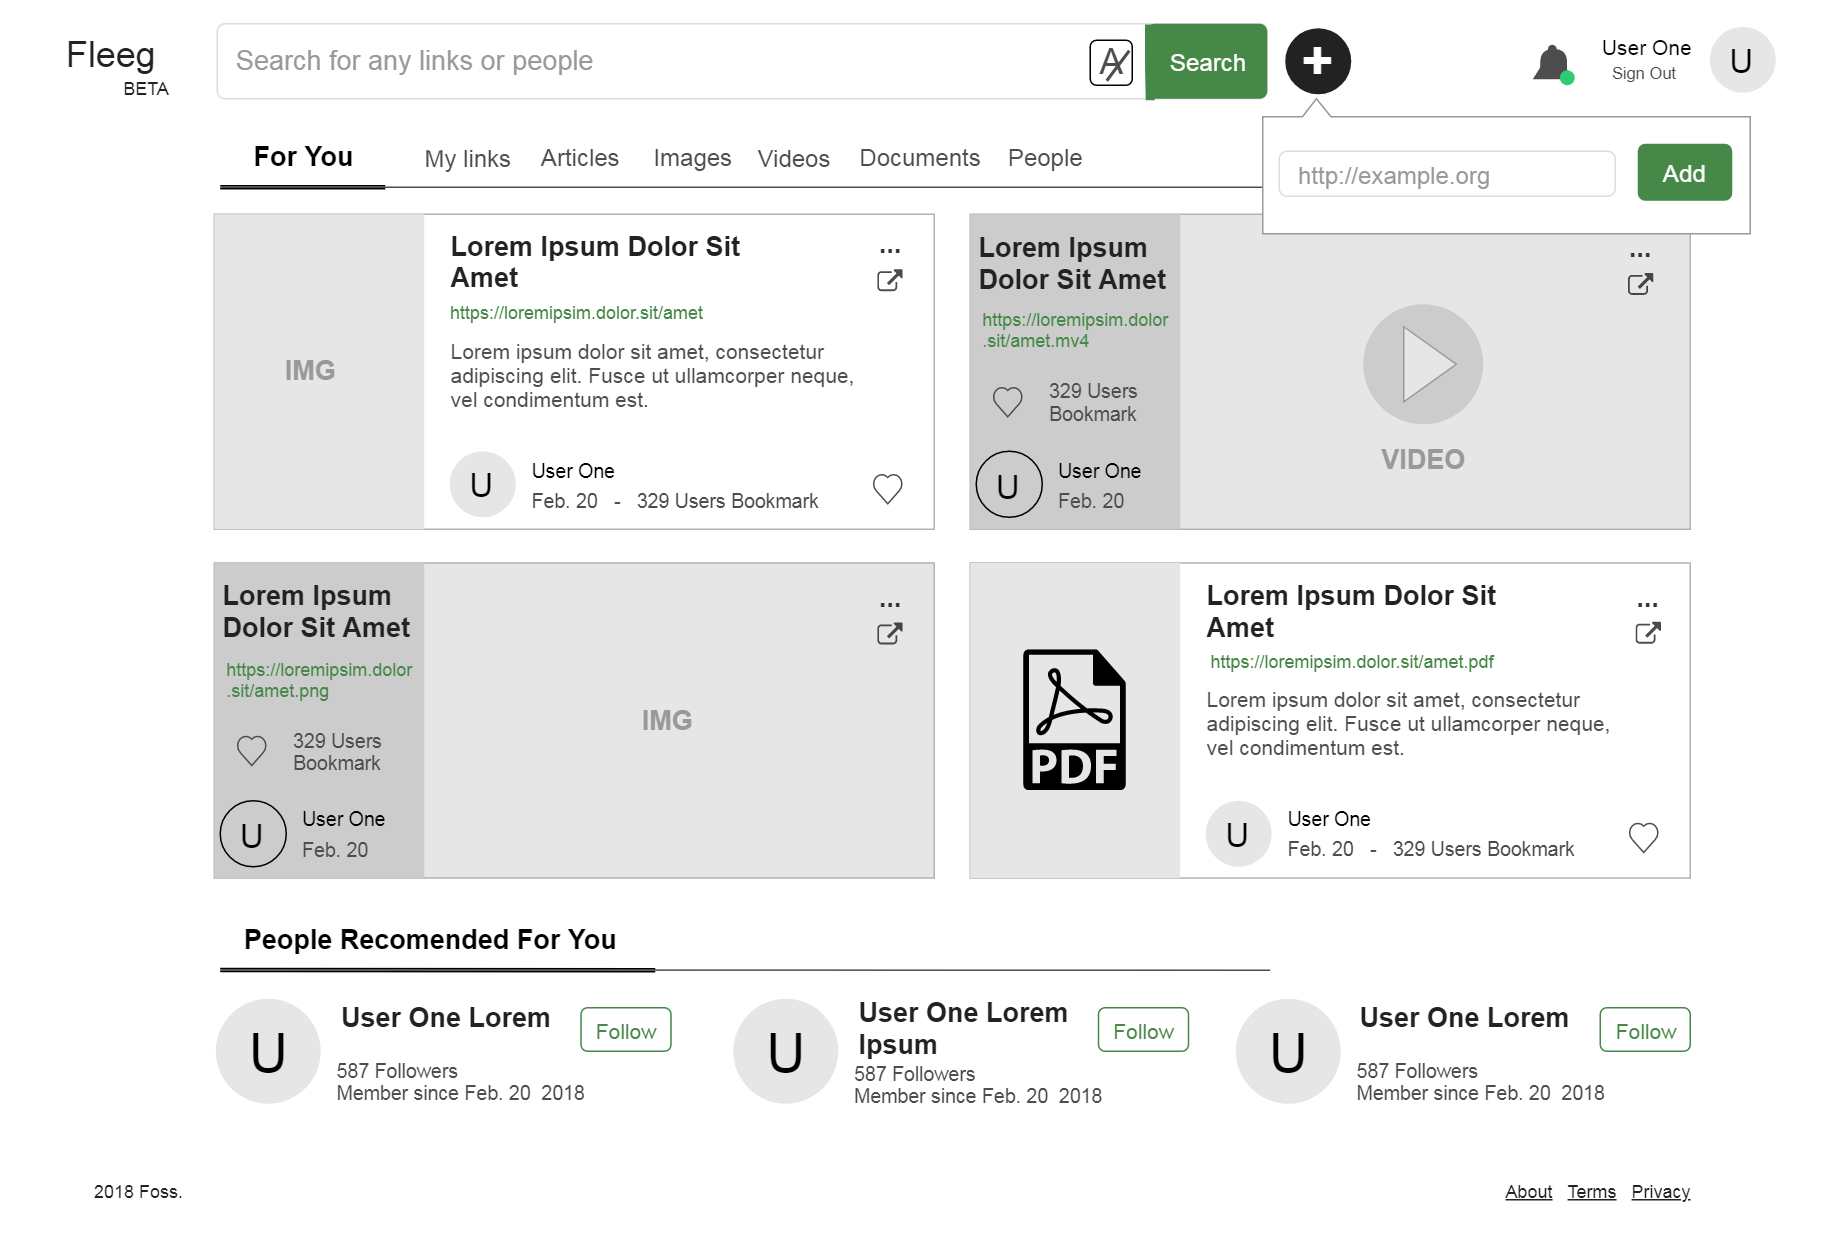 Fleeg
BETA
Search for any links or people
A
Search
User One
Sign Out
U
For You
My links
Articles
Images
Videos
Documents
People
http://example.org
Add
IMG
Lorem Ipsum Dolor Sit
Amet
...
https://loremipsim.dolor.sit/amet
Lorem ipsum dolor sit amet, consectetur
adipiscing elit. Fusce ut ullamcorper neque,
vel condimentum est.
U
User One
Feb. 20 - 329 Users Bookmark
Lorem Ipsum
Dolor Sit Amet
https://loremipsim.dolor
.sit/amet.mv4
329 Users
Bookmark
U
User One
Feb. 20
...
VIDEO
Lorem Ipsum
Dolor Sit Amet
https://loremipsim.dolor
.sit/amet.png
329 Users
Bookmark
U
User One
Feb. 20
...
IMG
PDF
Lorem Ipsum Dolor Sit
Amet
...
https://loremipsim.dolor.sit/amet.pdf
Lorem ipsum dolor sit amet, consectetur
adipiscing elit. Fusce ut ullamcorper neque,
vel condimentum est.
U
User One
Feb. 20 - 329 Users Bookmark
People Recomended For You
U
User One Lorem
Follow
587 Followers
Member since Feb. 20 2018
U
User One Lorem
Ipsum
Follow
587 Followers
Member since Feb. 20 2018
U
User One Lorem
Follow
587 Followers
Member since Feb. 20 2018
2018 Foss.
About Terms Privacy